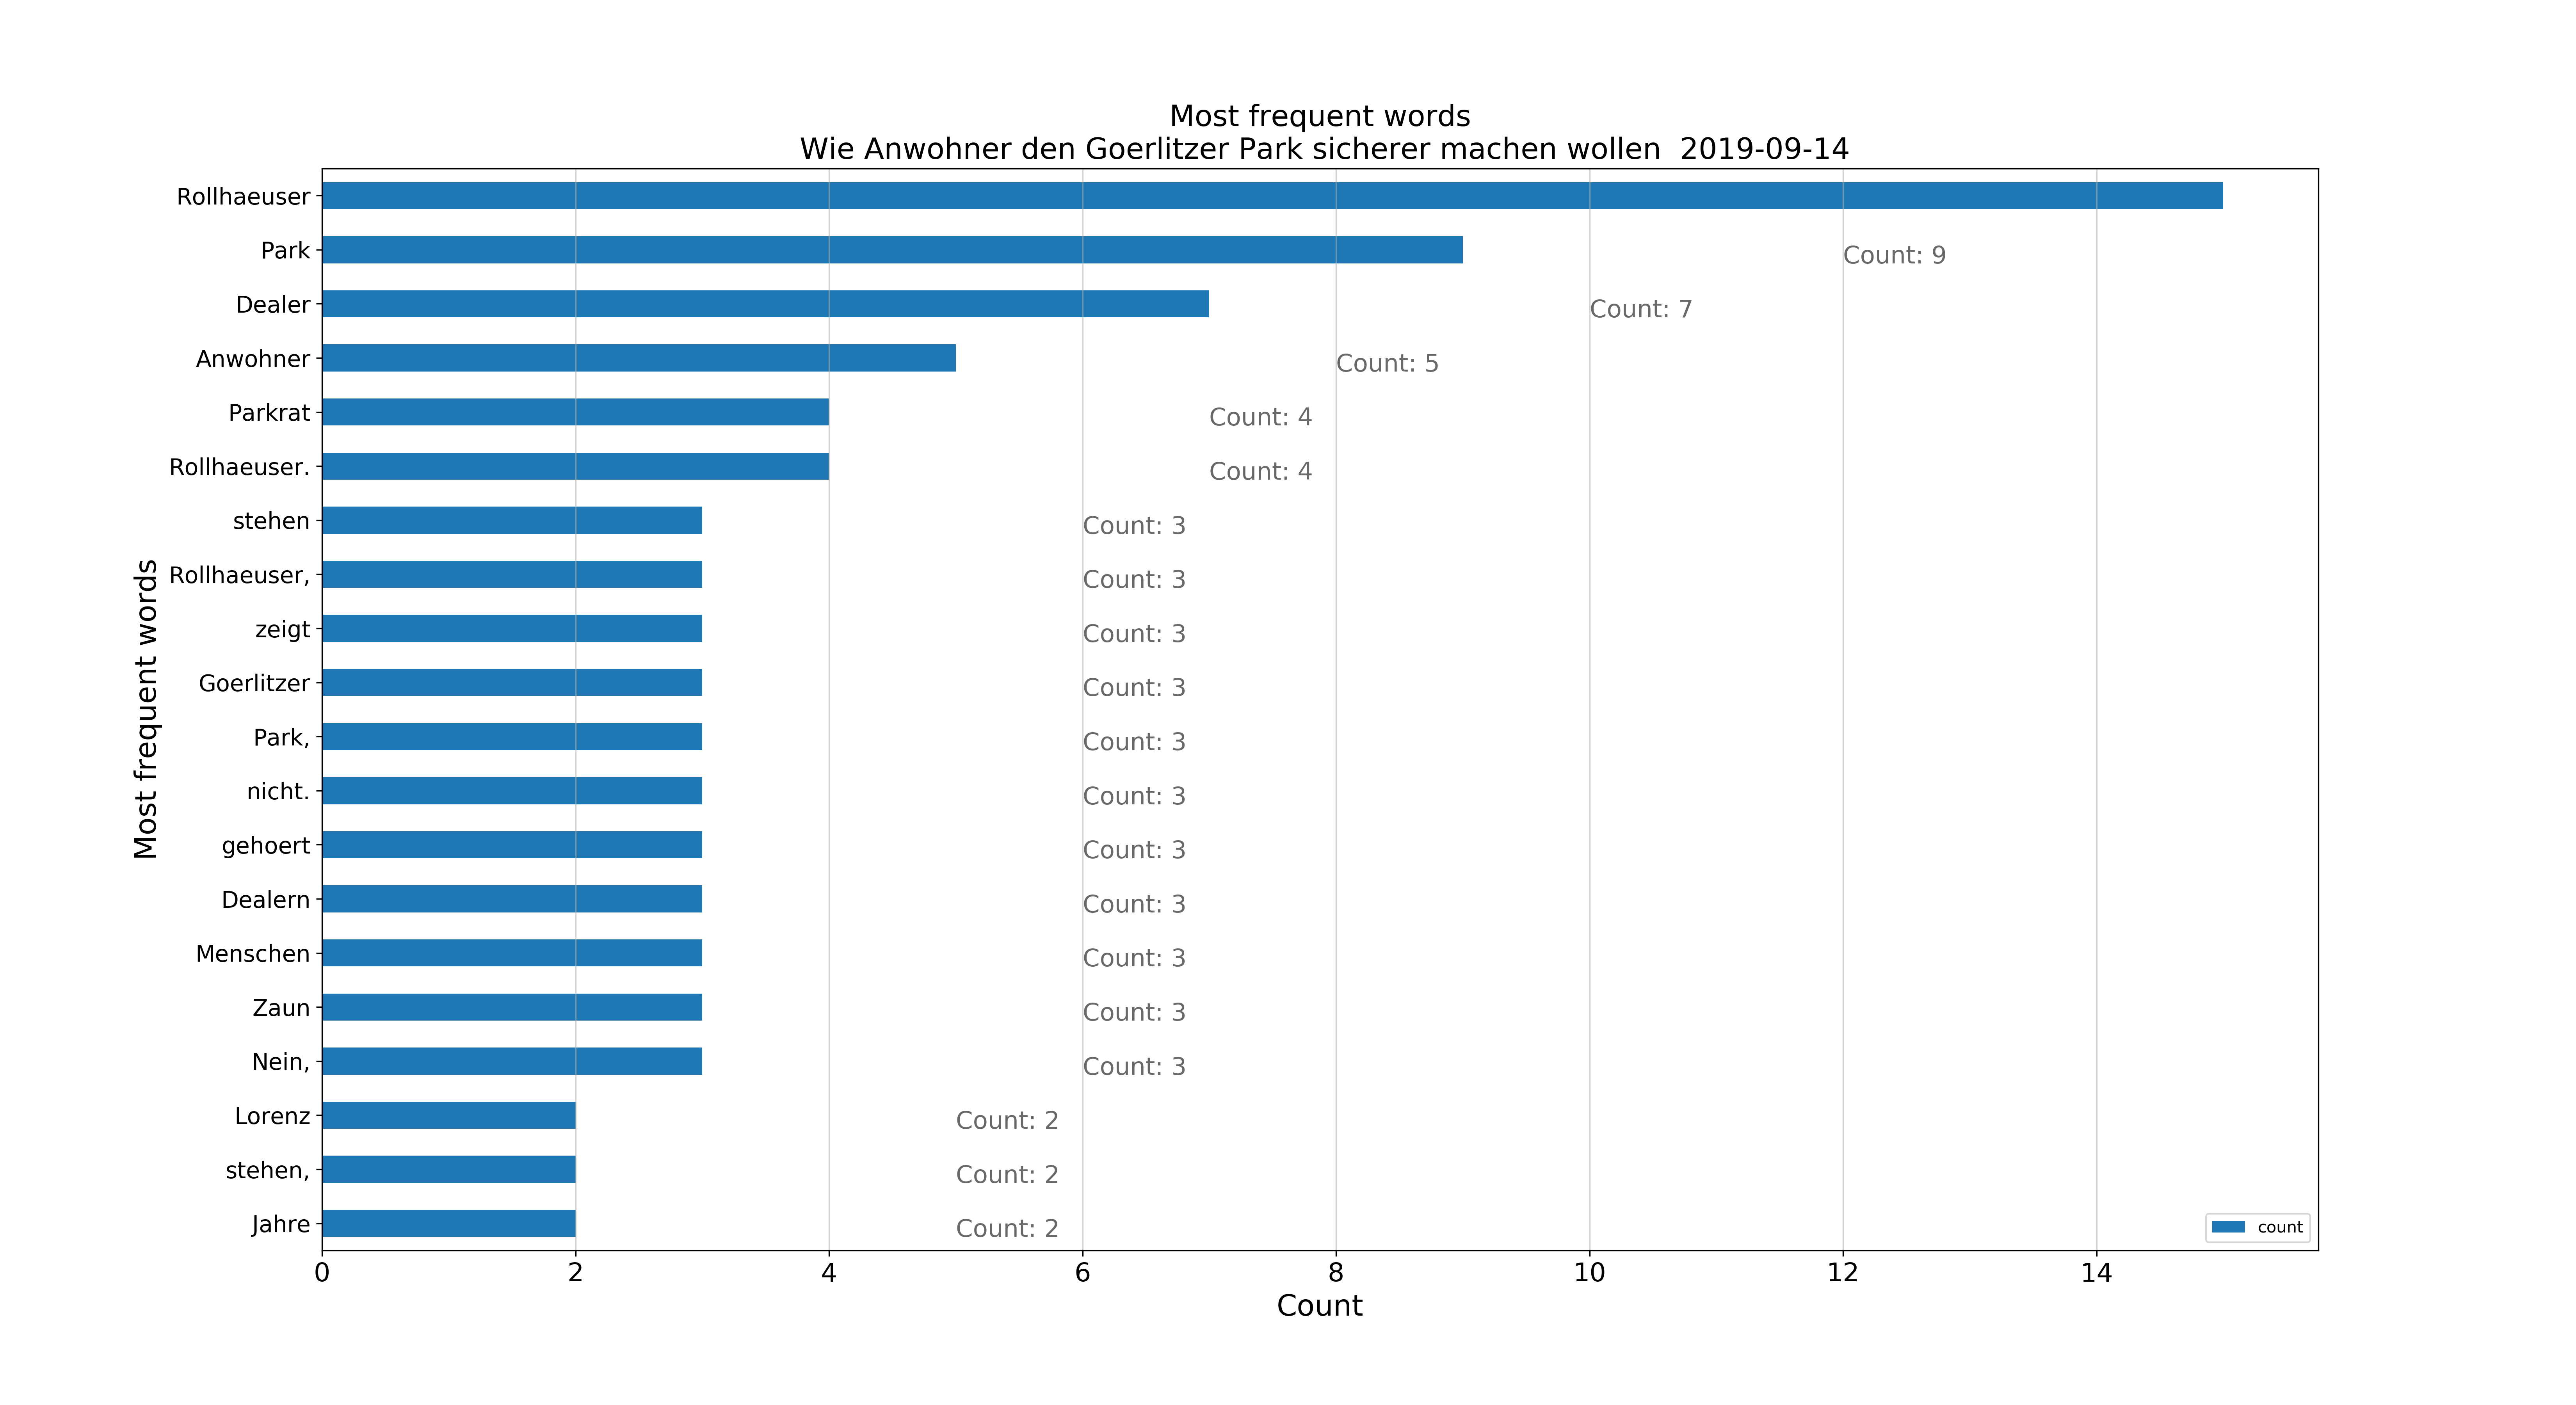 Most frequent words
Wie Anwohner den Goerlitzer Park sicherer machen wollen  2019-09-14
Rollhaeuser
Park Count: 9
Dealer Count: 7
Anwohner Count: 5
Parkrat Count: 4
Rollhaeuser. Count: 4
stehen Count: 3
Rollhaeuser, Count: 3
zeigt Count: 3
Goerlitzer Count: 3
Park, Count: 3
nicht. Count: 3
gehoert Count: 3
Dealern Count: 3
Menschen Count: 3
Zaun Count: 3
Nein, Count: 3
Lorenz Count: 2
stehen, Count: 2
Jahre Count: 2
Most frequent words
count
0 2 4 6 8 10 12 14
Count